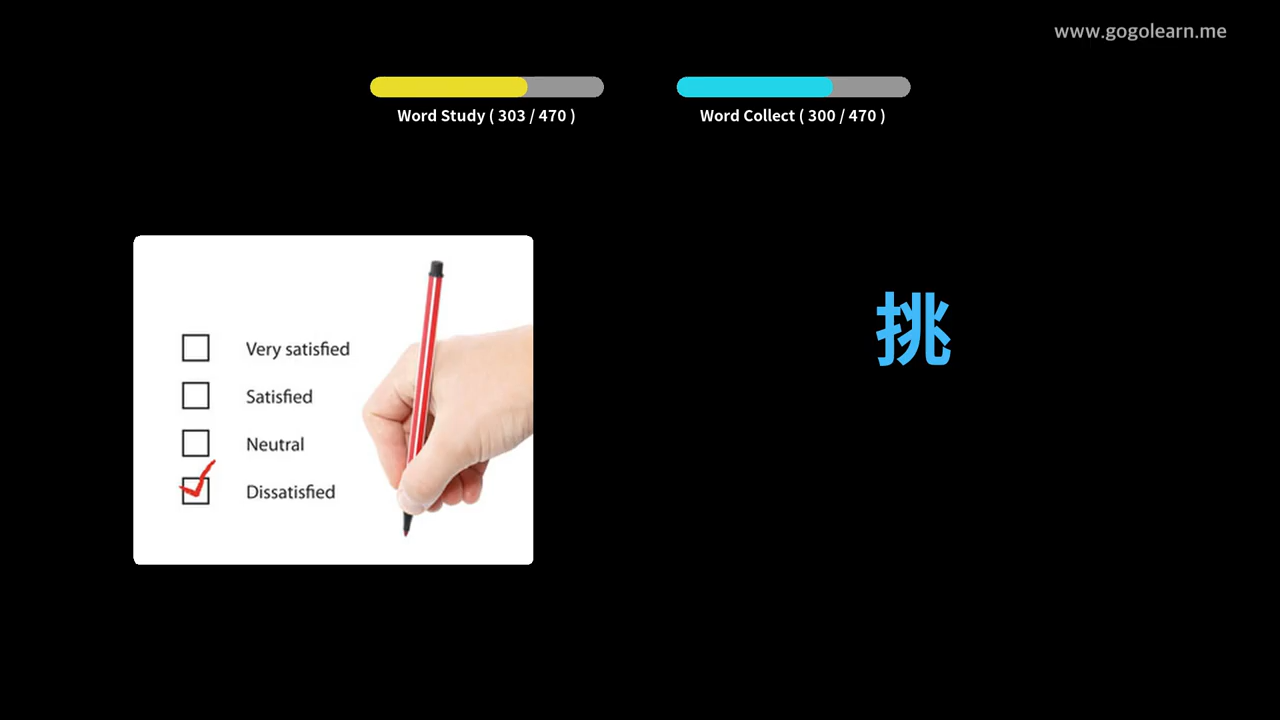 www.gogolearn.me
Word Study ( 303 / 470 )
Word Collect ( 300 / 470 )
Very satisfied
Satisfied
Neutral
Dissatisfied
挑